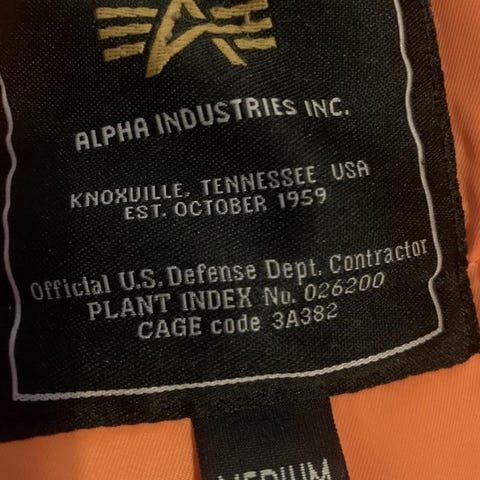 ALPHA INDUSTRIES INC.
KNOXVILLE, TENNESSEE USA
EST. OCTOBER 1959
Official U.S. Defense Dept. Contractor
PLANT INDEX No. 026200
CAGE code 3A382
MEDIUM